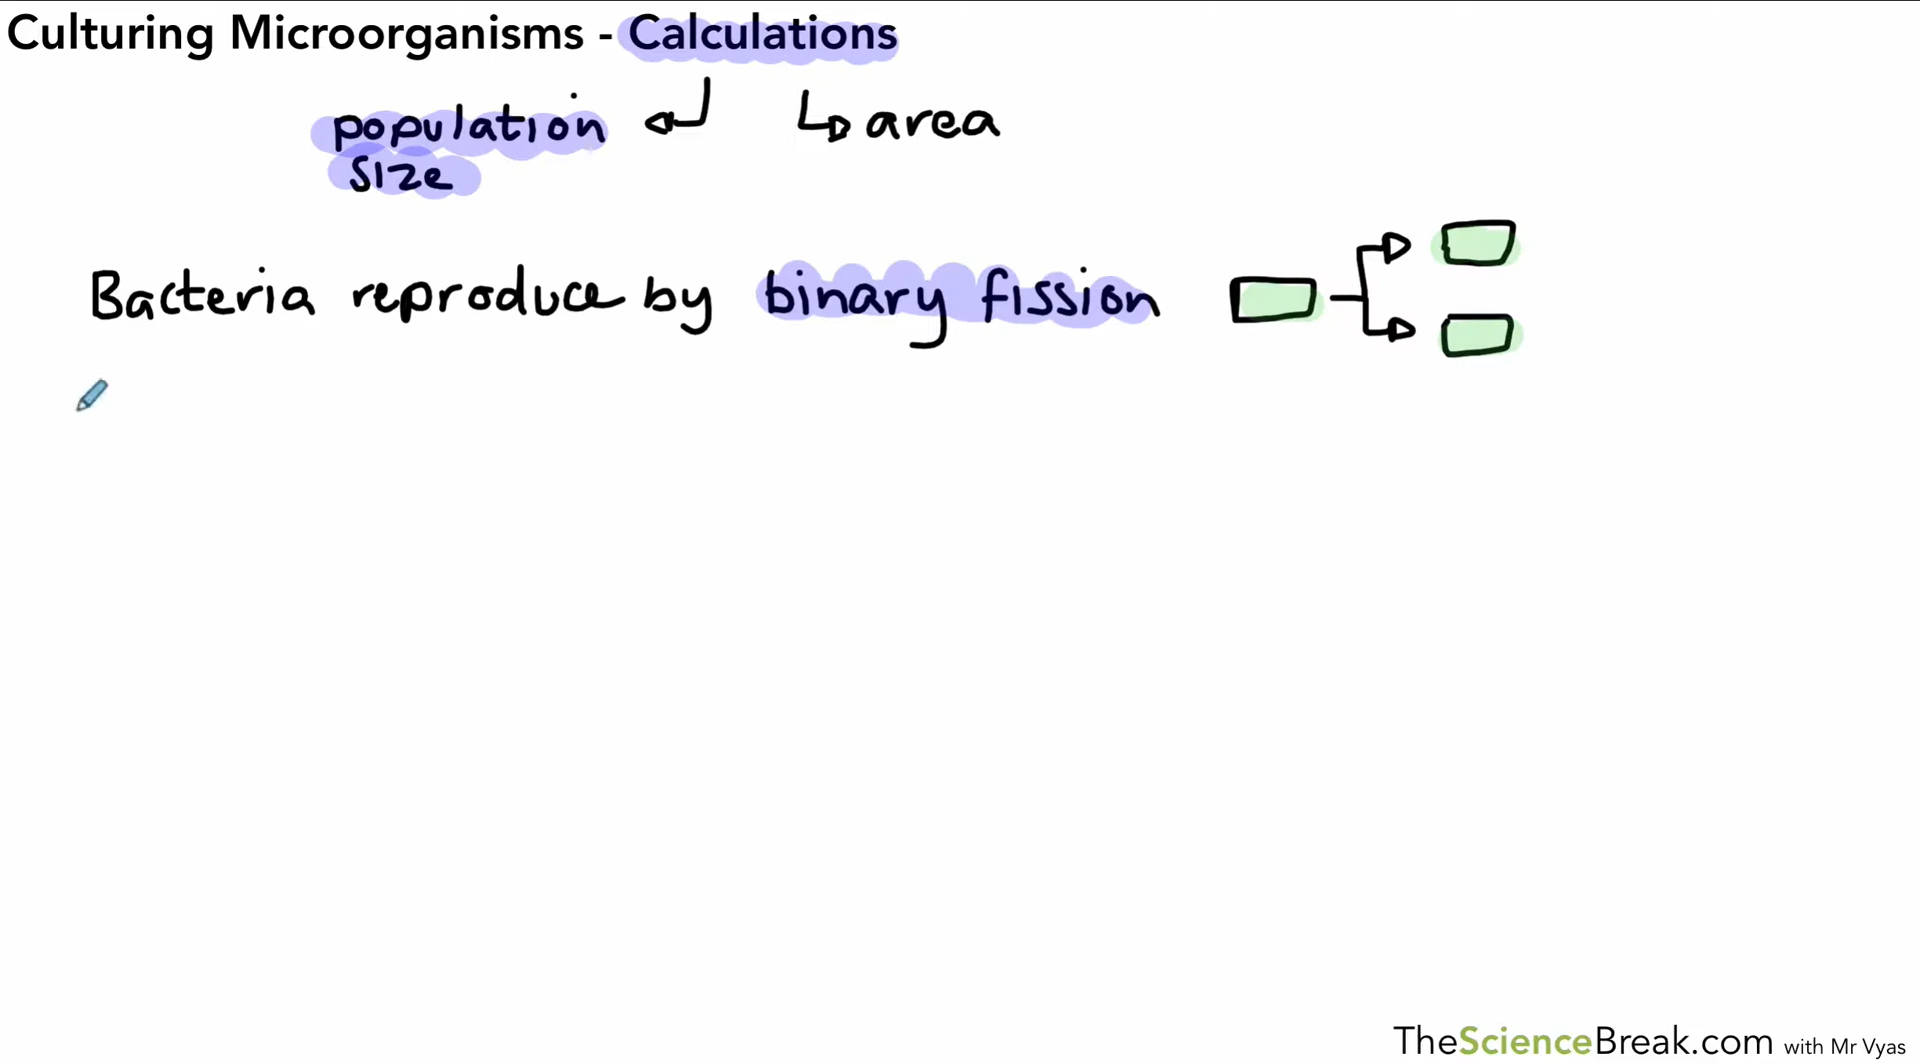 Culturing Microorganisms - Calculations
population area
size
Bacteria reproduce by binary fission
TheScienceBreak.com with Mr Vyas